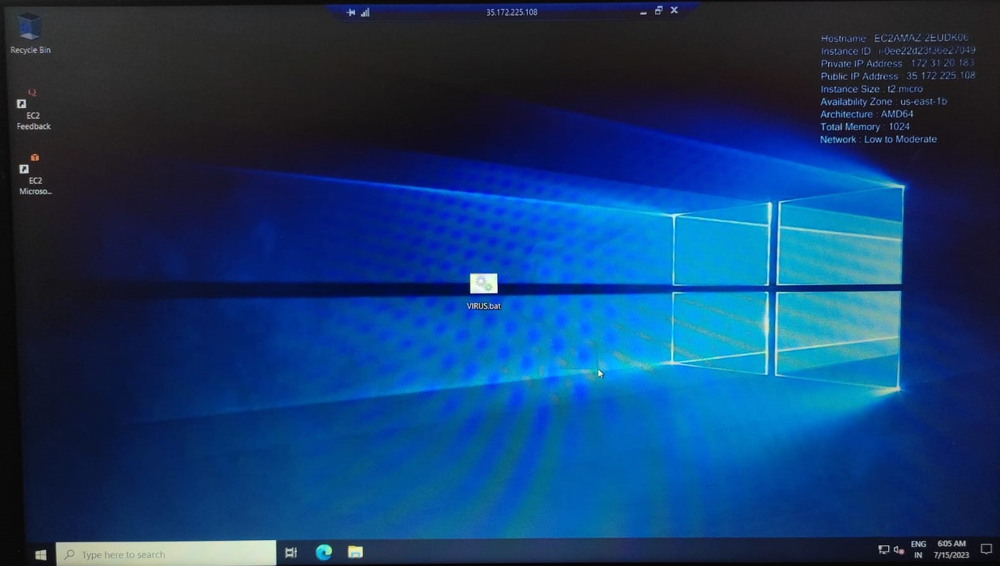 35.172.225.108
Recycle Bin
EC2
Feedback
EC2
Microso...
Hostname : EC2AMAZ-2EUDK06
Instance ID : i-0ee22d23f36e27049
Private IP Address : 172.31.20.183
Public IP Address : 35.172.225.108
Instance Size : t2.micro
Availability Zone : us-east-1b
Architecture : AMD64
Total Memory : 1024
Network : Low to Moderate
VIRUS.bat
Type here to search
ENG
IN
6:05 AM
7/15/2023